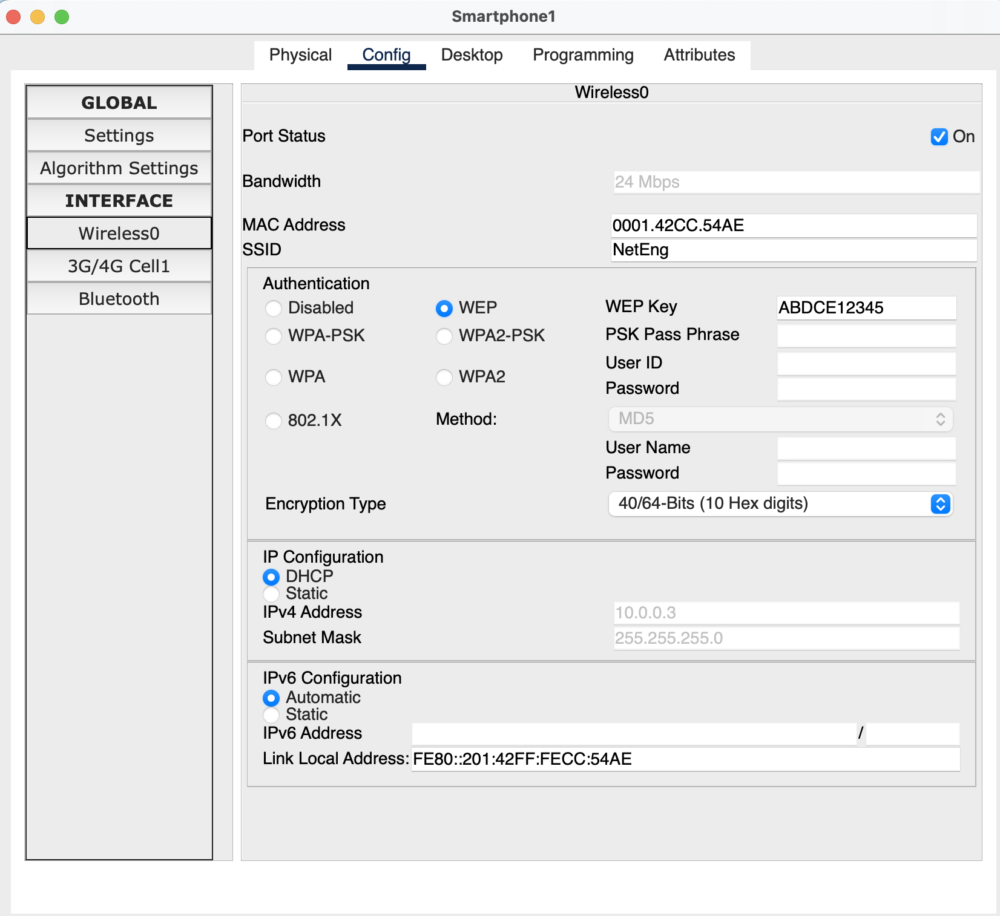 Smartphone1
Physical Config Desktop Programming Attributes
GLOBAL
Settings
Algorithm Settings
INTERFACE
Wireless0
3G/4G Cell1
Bluetooth
Wireless0
Port Status On
Bandwidth 24 Mbps
MAC Address 0001.42CC.54AE
SSID NetEng
Authentication
Disabled WEP WEP Key ABDCE12345
WPA-PSK WPA2-PSK PSK Pass Phrase
User ID
WPA WPA2
Password
802.1X Method: MD5
User Name
Password
Encryption Type 40/64-Bits (10 Hex digits)
IP Configuration
DHCP
Static
IPv4 Address 10.0.0.3
Subnet Mask 255.255.255.0
IPv6 Configuration
Automatic
Static
IPv6 Address /
Link Local Address: FE80::201:42FF:FECC:54AE